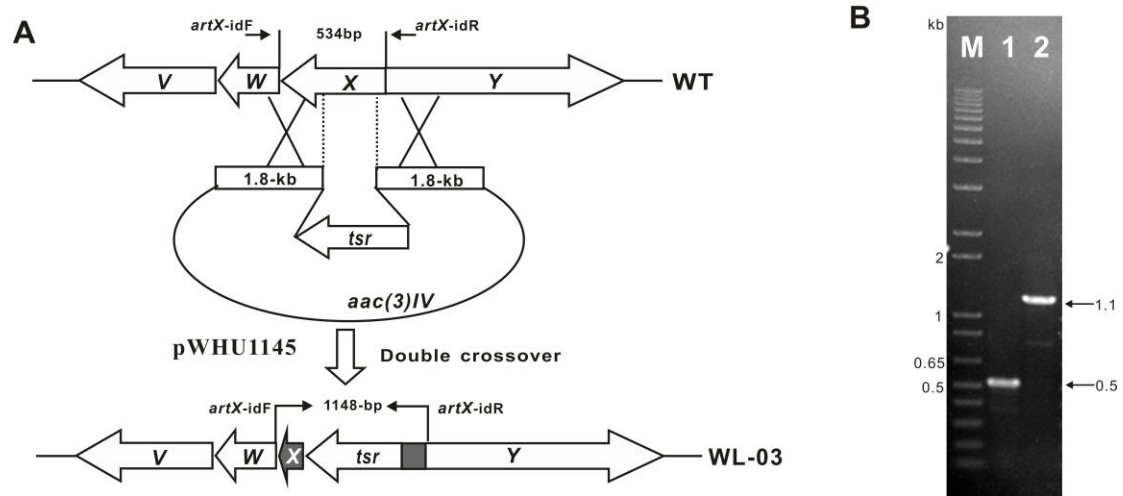 A
artX-idF 534bp artX-idR
V W X Y WT
1.8-kb 1.8-kb
tsr
aac(3)IV
pWHU1145 Double crossover
artX-idF 1148-bp artX-idR
V W X tsr Y WL-03
B
kb
M 1 2
2
1.1
1
0.65
0.5 0.5